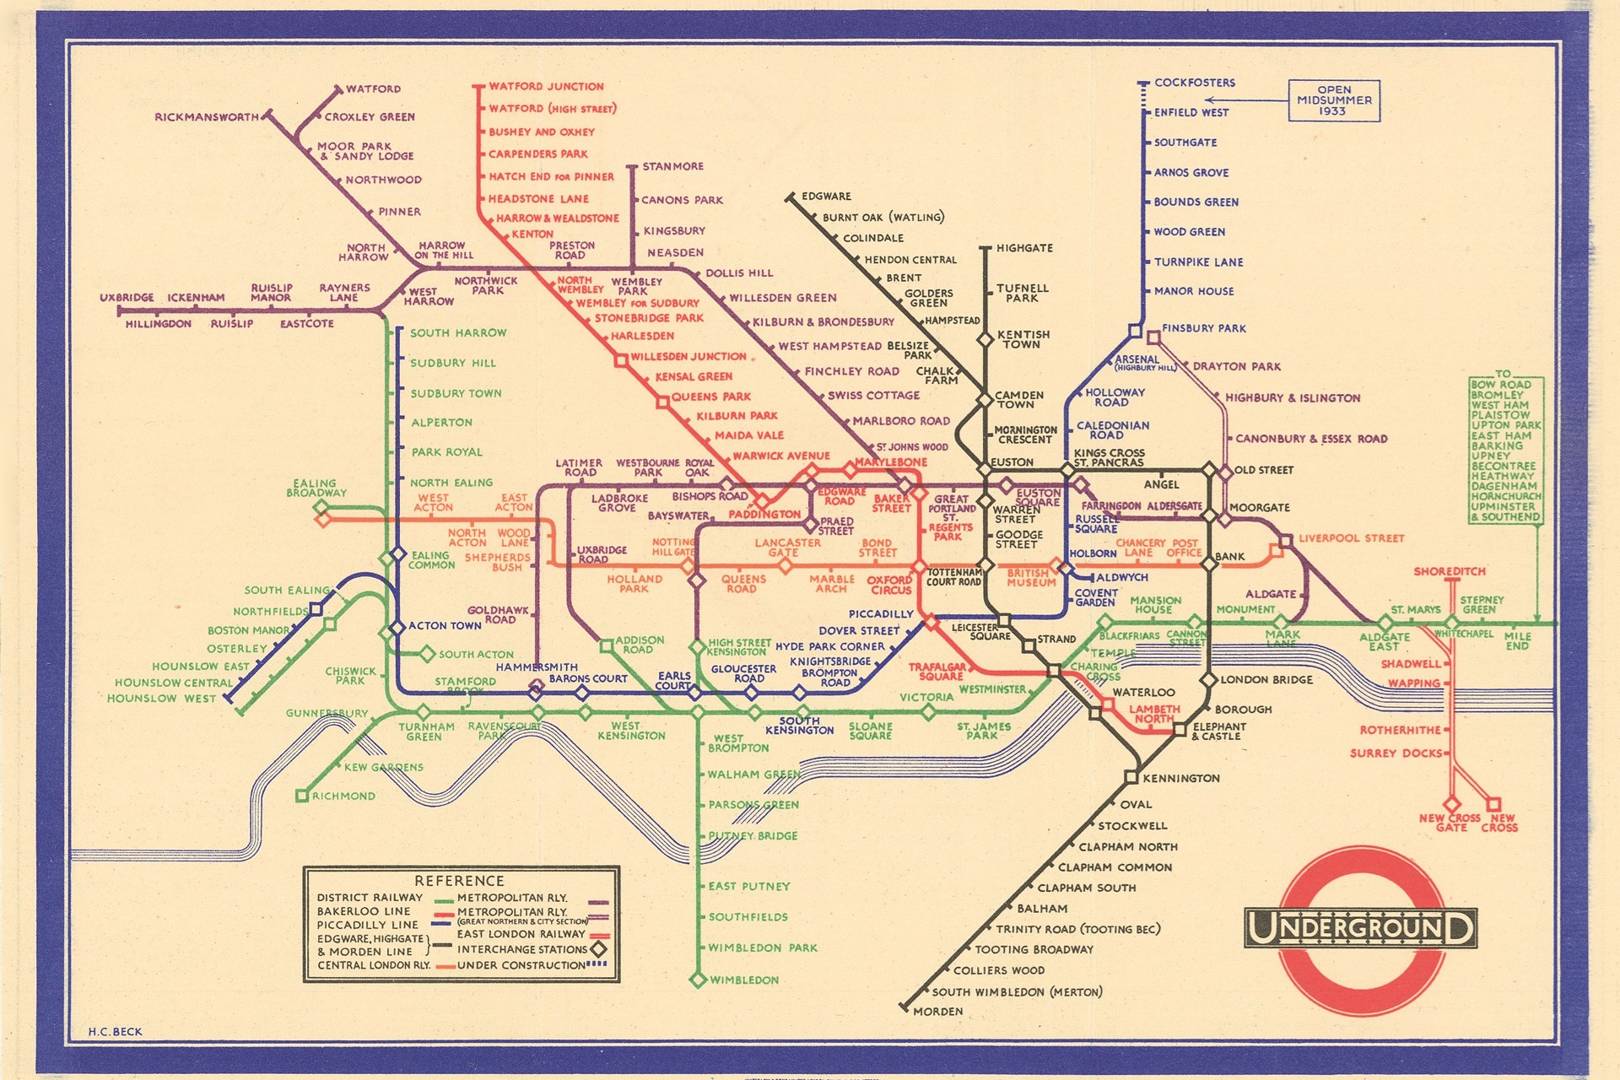 WATFORD
RICKMANSWORTH
CROXLEY GREEN
MOOR PARK
& SANDY LODGE
NORTHWOOD
PINNER
NORTH
HARROW
HARROW
ON THE HILL
NORTHWICK
PARK
PRESTON
ROAD
WEMBLEY
PARK
NEASDEN
KINGSBURY
CANONS PARK
STANMORE
DOLLIS HILL
WILLESDEN GREEN
KILBURN & BRONDESBURY
WEST HAMPSTEAD
FINCHLEY ROAD
SWISS COTTAGE
MARLBORO ROAD
ST. JOHNS WOOD
UXBRIDGE
ICKENHAM
RUISLIP
MANOR
RAYNERS
LANE
WEST
HARROW
HILLINGDON
RUISLIP
EASTCOTE
WATFORD JUNCTION
WATFORD (HIGH STREET)
BUSHEY AND OXHEY
CARPENDERS PARK
HATCH END FOR PINNER
HEADSTONE LANE
HARROW & WEALDSTONE
KENTON
NORTH
WEMBLEY
WEMBLEY FOR SUDBURY
STONEBRIDGE PARK
HARLESDEN
WILLESDEN JUNCTION
KENSAL GREEN
QUEENS PARK
KILBURN PARK
MAIDA VALE
WARWICK AVENUE
PADDINGTON
EDGWARE
ROAD
MARYLEBONE
BAKER
STREET
REGENTS
PARK
OXFORD
CIRCUS
PICCADILLY
TRAFALGAR
SQUARE
CHARING
CROSS
WATERLOO
LAMBETH
NORTH
ELEPHANT
& CASTLE
EDGWARE
BURNT OAK (WATLING)
COLINDALE
HENDON CENTRAL
BRENT
GOLDERS
GREEN
HAMPSTEAD
BELSIZE
PARK
CHALK
FARM
HIGHGATE
TUFNELL
PARK
KENTISH
TOWN
CAMDEN
TOWN
MORNINGTON
CRESCENT
EUSTON
WARREN
STREET
GOODGE
STREET
TOTTENHAM
COURT ROAD
LEICESTER
SQUARE
STRAND
KINGS CROSS
ST. PANCRAS
ANGEL
OLD STREET
MOORGATE
BANK
LONDON BRIDGE
BOROUGH
KENNINGTON
OVAL
STOCKWELL
CLAPHAM NORTH
CLAPHAM COMMON
CLAPHAM SOUTH
BALHAM
TRINITY ROAD (TOOTING BEC)
TOOTING BROADWAY
COLLIERS WOOD
SOUTH WIMBLEDON (MERTON)
MORDEN
COCKFOSTERS
OPEN
MIDSUMMER
1933
ENFIELD WEST
SOUTHGATE
ARNOS GROVE
BOUNDS GREEN
WOOD GREEN
TURNPIKE LANE
MANOR HOUSE
FINSBURY PARK
ARSENAL
(HIGHBURY HILL)
HOLLOWAY
ROAD
CALEDONIAN
ROAD
RUSSELL
SQUARE
HOLBORN
ALDWYCH
COVENT
GARDEN
DOVER STREET
HYDE PARK CORNER
KNIGHTSBRIDGE
BROMPTON
ROAD
SOUTH
KENSINGTON
GLOUCESTER
ROAD
EARLS
COURT
BARONS COURT
HAMMERSMITH
ACTON TOWN
SOUTH EALING
NORTHFIELDS
BOSTON MANOR
OSTERLEY
HOUNSLOW EAST
HOUNSLOW CENTRAL
HOUNSLOW WEST
DRAYTON PARK
HIGHBURY & ISLINGTON
CANONBURY & ESSEX ROAD
SOUTH HARROW
SUDBURY HILL
SUDBURY TOWN
ALPERTON
PARK ROYAL
NORTH EALING
EALING
BROADWAY
EALING
COMMON
SOUTH ACTON
CHISWICK
PARK
STAMFORD
BROOK
GUNNERSBURY
TURNHAM
GREEN
RAVENSCOURT
PARK
KEW GARDENS
RICHMOND
WEST
KENSINGTON
WEST
ACTON
EAST
ACTON
NORTH
ACTON
WOOD
LANE
SHEPHERDS
BUSH
HOLLAND
PARK
NOTTING
HILL GATE
QUEENS
ROAD
LANCASTER
GATE
MARBLE
ARCH
BOND
STREET
BRITISH
MUSEUM
CHANCERY
LANE
POST
OFFICE
LIVERPOOL STREET
LATIMER
ROAD
WESTBOURNE
PARK
ROYAL
OAK
LADBROKE
GROVE
BISHOPS ROAD
BAYSWATER
PRAED
STREET
UXBRIDGE
ROAD
GOLDHAWK
ROAD
ADDISON
ROAD
HIGH STREET
KENSINGTON
GREAT
PORTLAND
ST.
EUSTON
SQUARE
FARRINGDON
ALDERSGATE
ALDGATE
WEST
BROMPTON
WALHAM GREEN
PARSONS GREEN
PUTNEY BRIDGE
EAST PUTNEY
SOUTHFIELDS
WIMBLEDON PARK
WIMBLEDON
SLOANE
SQUARE
VICTORIA
ST. JAMES
PARK
WESTMINSTER
TEMPLE
BLACKFRIARS
MANSION
HOUSE
CANNON
STREET
MONUMENT
MARK
LANE
ALDGATE
EAST
ST. MARYS
WHITECHAPEL
STEPNEY
GREEN
MILE
END
TO
BOW ROAD
BROMLEY
WEST HAM
PLAISTOW
UPTON PARK
EAST HAM
BARKING
UPNEY
BECONTREE
HEATHWAY
DAGENHAM
HORNCHURCH
UPMINSTER
& SOUTHEND
SHOREDITCH
SHADWELL
WAPPING
ROTHERHITHE
SURREY DOCKS
NEW CROSS
GATE
NEW
CROSS
REFERENCE
DISTRICT RAILWAY
BAKERLOO LINE
PICCADILLY LINE
EDGWARE, HIGHGATE
& MORDEN LINE
CENTRAL LONDON RLY.
METROPOLITAN RLY.
METROPOLITAN RLY.
(GREAT NORTHERN & CITY SECTION)
EAST LONDON RAILWAY
INTERCHANGE STATIONS
UNDER CONSTRUCTION
UNDERGROUND
H.C. BECK